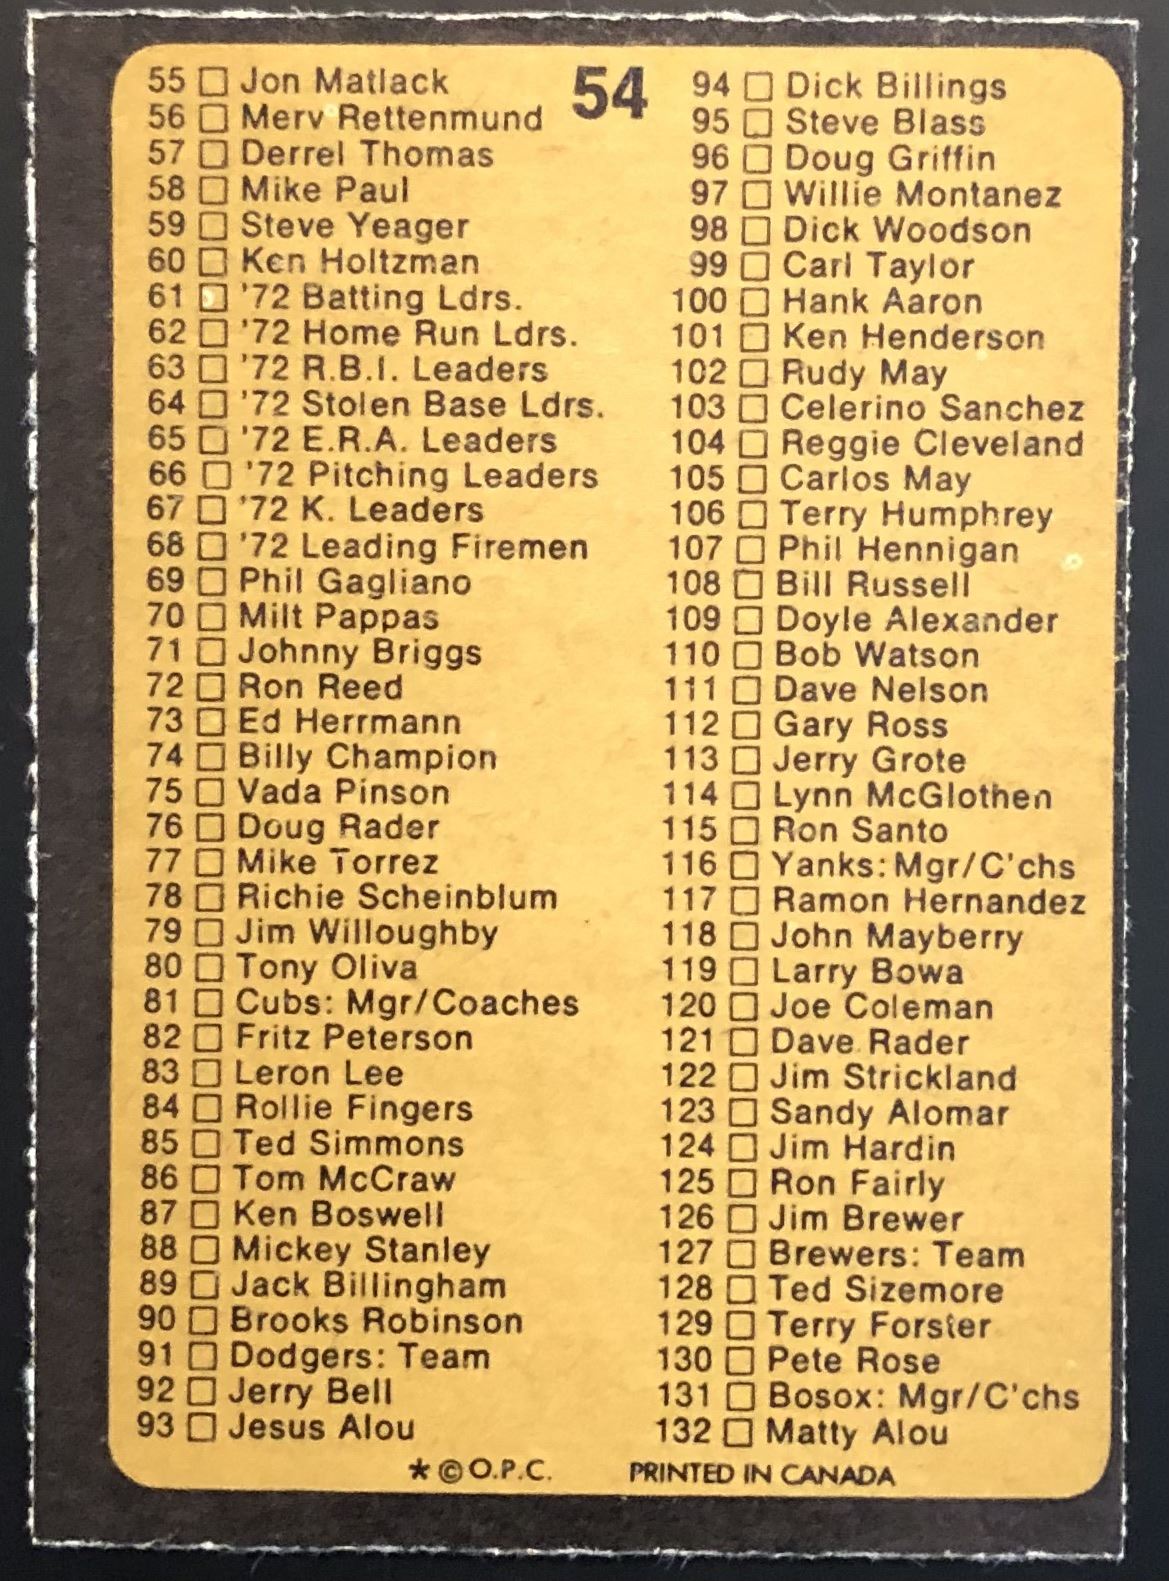 54
55 Jon Matlack
56 Merv Rettenmund
57 Derrel Thomas
58 Mike Paul
59 Steve Yeager
60 Ken Holtzman
61 '72 Batting Ldrs.
62 '72 Home Run Ldrs.
63 '72 R.B.I. Leaders
64 '72 Stolen Base Ldrs.
65 '72 E.R.A. Leaders
66 '72 Pitching Leaders
67 '72 K. Leaders
68 '72 Leading Firemen
69 Phil Gagliano
70 Milt Pappas
71 Johnny Briggs
72 Ron Reed
73 Ed Herrmann
74 Billy Champion
75 Vada Pinson
76 Doug Rader
77 Mike Torrez
78 Richie Scheinblum
79 Jim Willoughby
80 Tony Oliva
81 Cubs: Mgr/Coaches
82 Fritz Peterson
83 Leron Lee
84 Rollie Fingers
85 Ted Simmons
86 Tom McCraw
87 Ken Boswell
88 Mickey Stanley
89 Jack Billingham
90 Brooks Robinson
91 Dodgers: Team
92 Jerry Bell
93 Jesus Alou
94 Dick Billings
95 Steve Blass
96 Doug Griffin
97 Willie Montanez
98 Dick Woodson
99 Carl Taylor
100 Hank Aaron
101 Ken Henderson
102 Rudy May
103 Celerino Sanchez
104 Reggie Cleveland
105 Carlos May
106 Terry Humphrey
107 Phil Hennigan
108 Bill Russell
109 Doyle Alexander
110 Bob Watson
111 Dave Nelson
112 Gary Ross
113 Jerry Grote
114 Lynn McGlothen
115 Ron Santo
116 Yanks: Mgr/C'chs
117 Ramon Hernandez
118 John Mayberry
119 Larry Bowa
120 Joe Coleman
121 Dave Rader
122 Jim Strickland
123 Sandy Alomar
124 Jim Hardin
125 Ron Fairly
126 Jim Brewer
127 Brewers: Team
128 Ted Sizemore
129 Terry Forster
130 Pete Rose
131 Bosox: Mgr/C'chs
132 Matty Alou
* © O.P.C. PRINTED IN CANADA